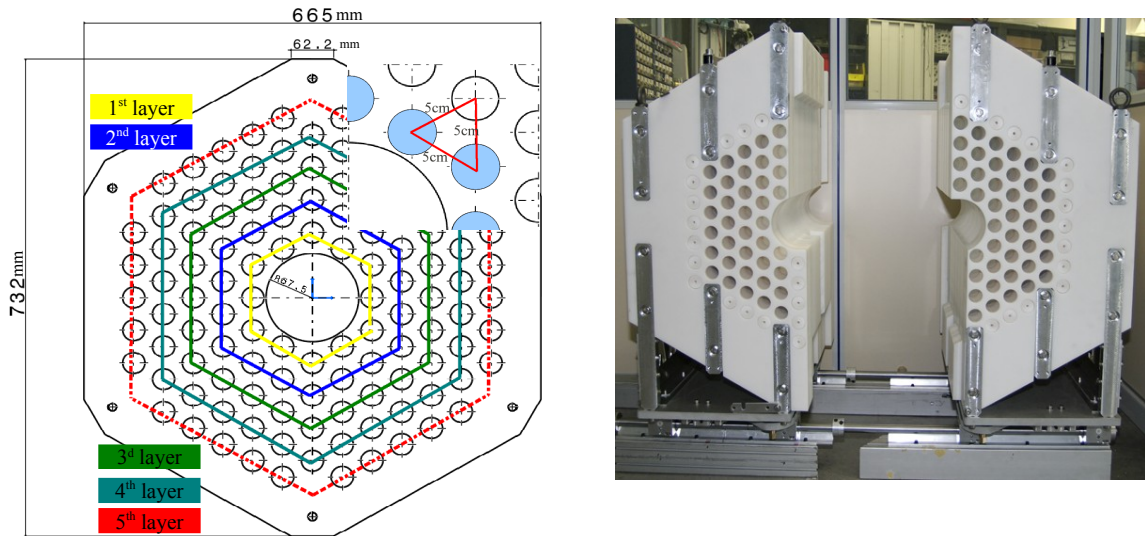 665 mm
62.2 mm
1st layer
2nd layer
5cm
5cm
5cm
732mm
R67.5
3d layer
4th layer
5th layer